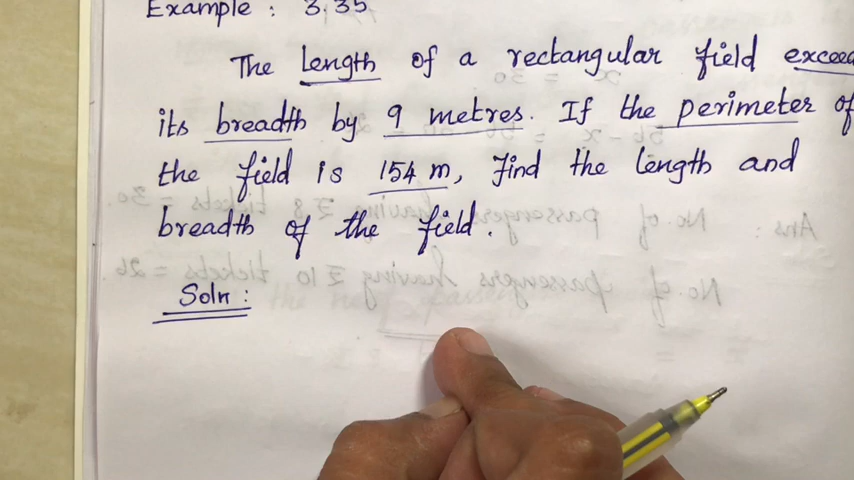 Example : 3.35
The length of a rectangular field exceed
its breadth by 9 metres. If the perimeter of
the field is 154 m, find the length and
breadth of the field.
Soln :